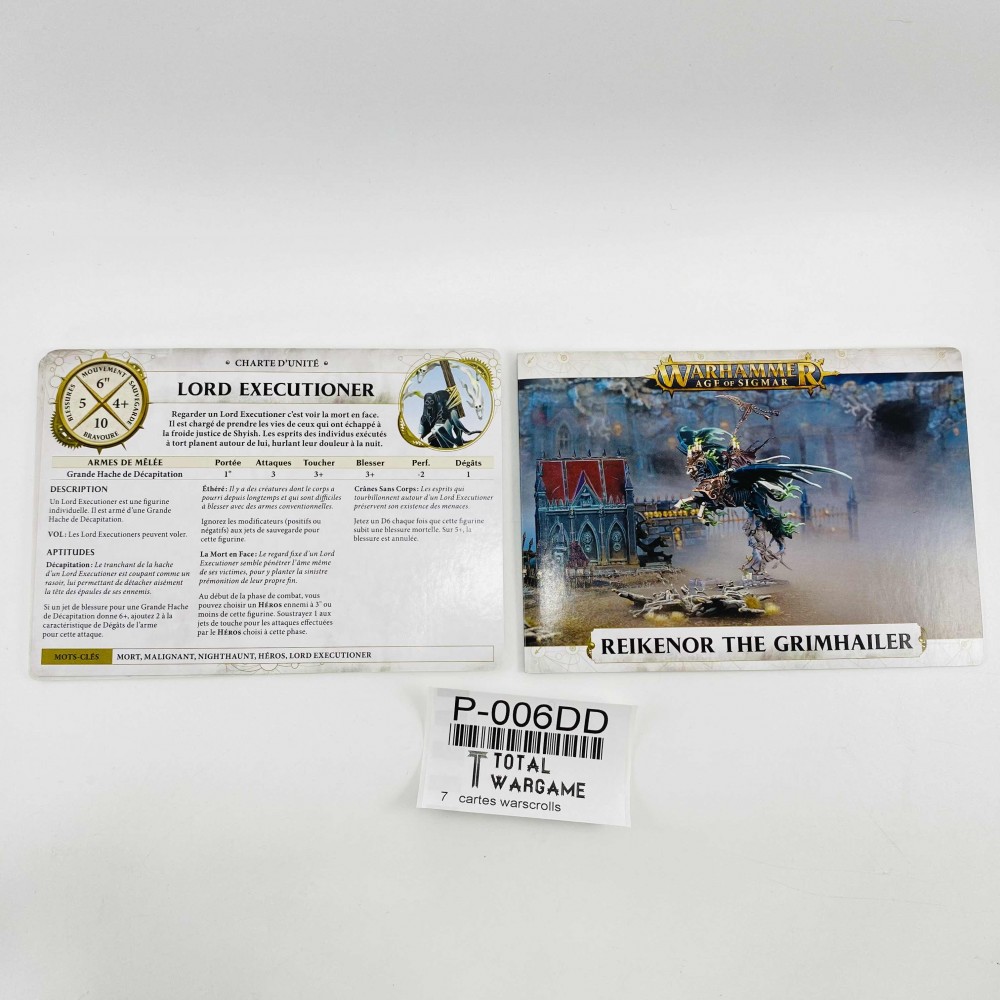 • CHARTE D'UNITÉ •
LORD EXECUTIONER
MOUVEMENT
SAUVEGARDE
BRAVOURE
BLESSURES
6"
5
4+
10
Regarder un Lord Executioner c'est voir la mort en face.
Il est chargé de prendre les vies de ceux qui ont échappé à
la froide justice de Shyish. Les esprits des individus exécutés
à tort planent autour de lui, hurlant leur douleur à la nuit.
ARMES DE MÊLÉE Portée Attaques Toucher Blesser Perf. Dégâts
Grande Hache de Décapitation 1" 3 3+ 3+ -2 1
DESCRIPTION
Un Lord Executioner est une figurine
individuelle. Il est armé d'une Grande
Hache de Décapitation.
VOL : Les Lord Executioners peuvent voler.
APTITUDES
Décapitation : Le tranchant de la hache
d'un Lord Executioner est coupant comme un
rasoir, lui permettant de détacher aisément
la tête des épaules de ses ennemis.
Si un jet de blessure pour une Grande Hache
de Décapitation donne 6+, ajoutez 2 à la
caractéristique de Dégâts de l'arme
pour cette attaque.
Éthéré : Il y a des créatures dont le corps a
pourri depuis longtemps et qui sont difficiles
à blesser avec des armes conventionnelles.
Ignorez les modificateurs (positifs ou
négatifs) aux jets de sauvegarde pour
cette figurine.
La Mort en Face : Le regard fixe d'un Lord
Executioner semble pénétrer l'âme même
de ses victimes, pour y planter la sinistre
prémonition de leur propre fin.
Au début de la phase de combat, vous
pouvez choisir un HÉROS ennemi à 3" ou
moins de cette figurine. Soustrayez 1 aux
jets de touche pour les attaques effectuées
par le HÉROS choisi à cette phase.
Crânes Sans Corps : Les esprits qui
tourbillonnent autour d'un Lord Executioner
préservent son existence des menaces.
Jetez un D6 chaque fois que cette figurine
subit une blessure mortelle. Sur 5+, la
blessure est annulée.
MOTS-CLÉS MORT, MALIGNANT, NIGHTHAUNT, HÉROS, LORD EXECUTIONER
WARHAMMER
AGE OF SIGMAR
REIKENOR THE GRIMHAILER
P-006DD
TOTAL
WARGAME
7 cartes warscrolls